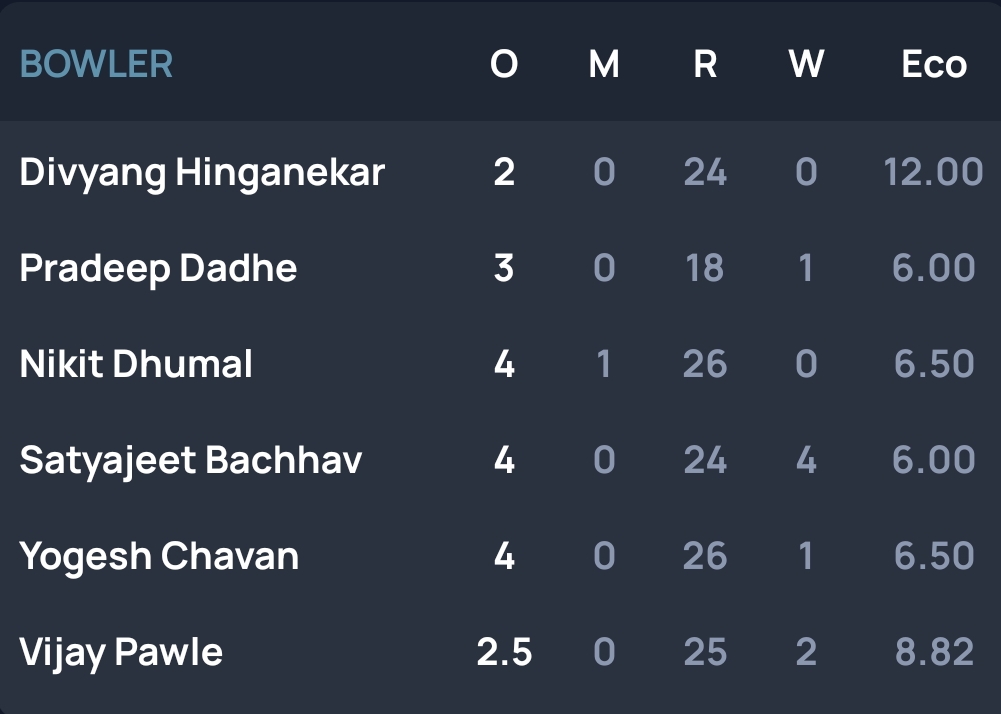 BOWLER O M R W Eco
Divyang Hinganekar 2 0 24 0 12.00
Pradeep Dadhe 3 0 18 1 6.00
Nikit Dhumal 4 1 26 0 6.50
Satyajeet Bachhav 4 0 24 4 6.00
Yogesh Chavan 4 0 26 1 6.50
Vijay Pawle 2.5 0 25 2 8.82